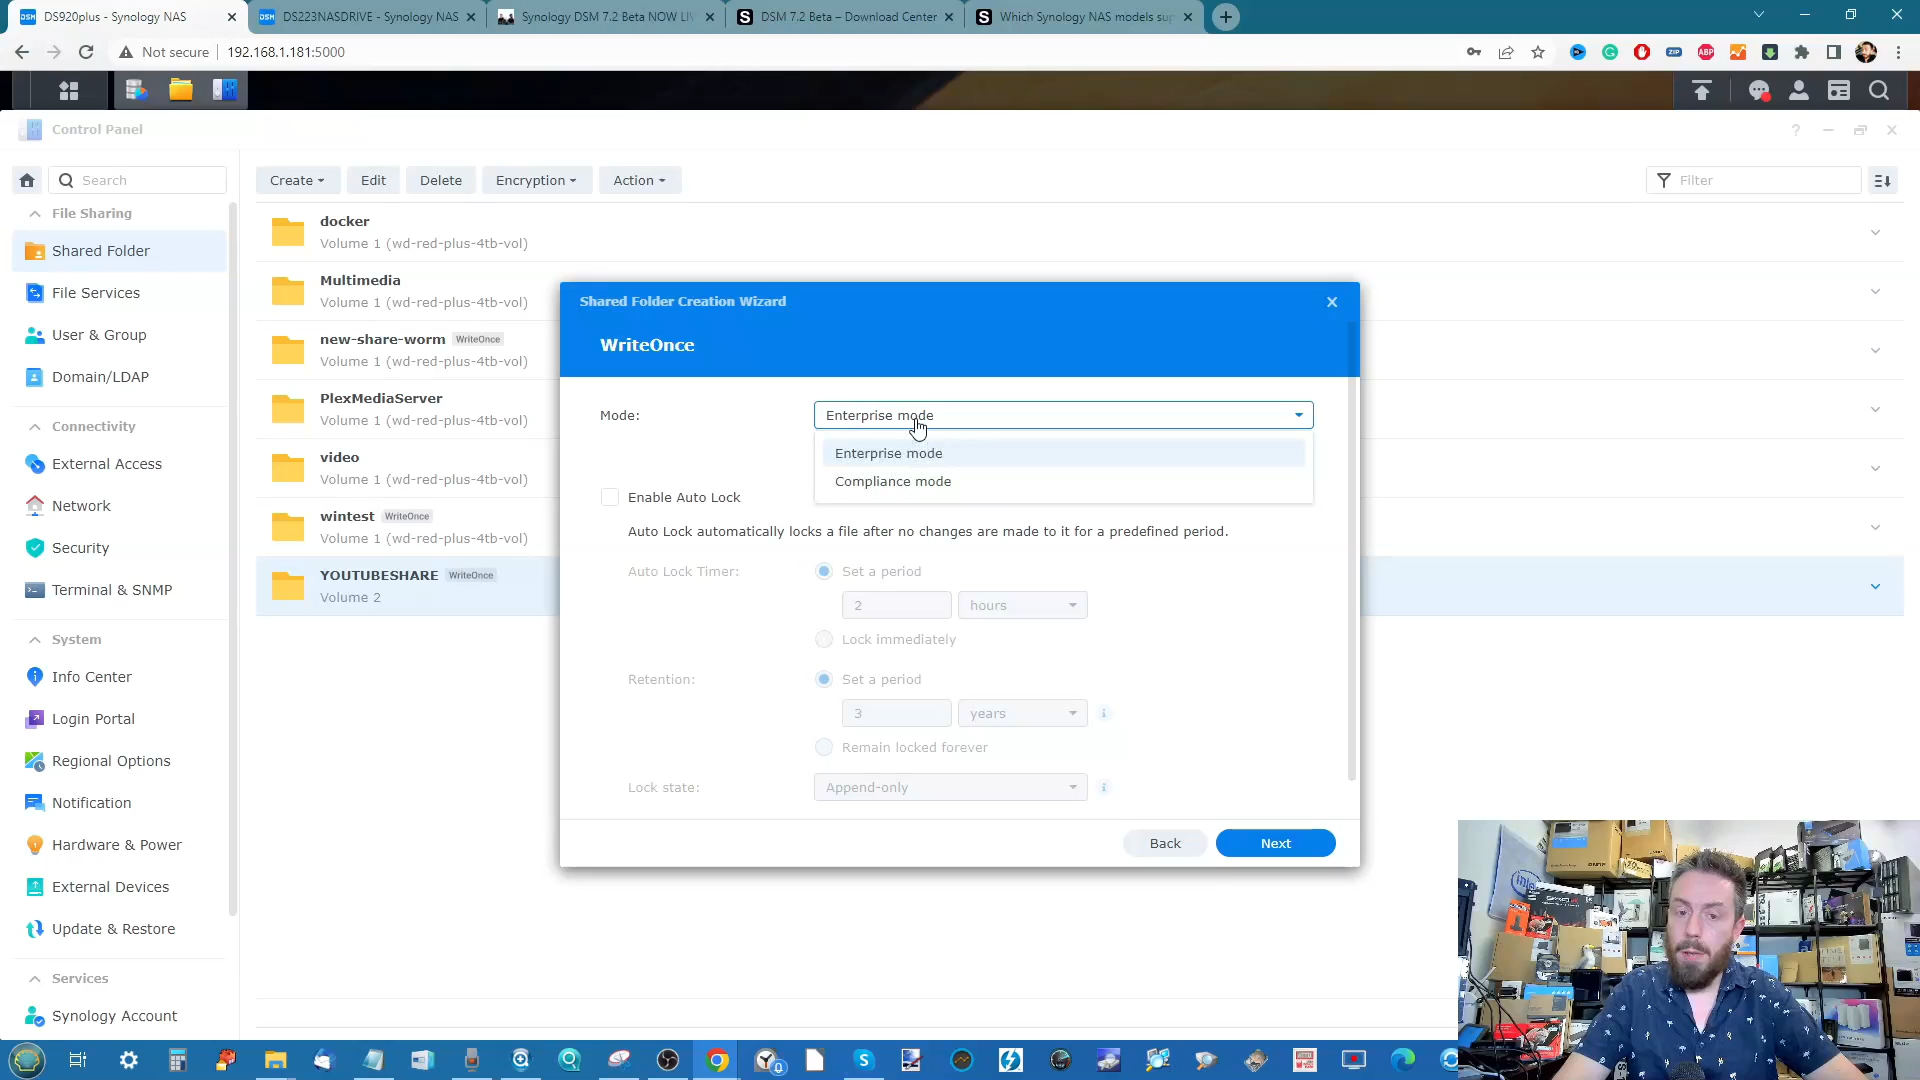 DS920plus - Synology NAS
DS223NASDRIVE - Synology NAS
Synology DSM 7.2 Beta NOW LIV
DSM 7.2 Beta – Download Center
Which Synology NAS models sup
Not secure
192.168.1.181:5000
Control Panel
Search
Create
Edit
Delete
Encryption
Action
Filter
File Sharing
Shared Folder
File Services
User & Group
Domain/LDAP
Connectivity
External Access
Network
Security
Terminal & SNMP
System
Info Center
Login Portal
Regional Options
Notification
Hardware & Power
External Devices
Update & Restore
Services
Synology Account
docker
Volume 1 (wd-red-plus-4tb-vol)
Multimedia
Volume 1 (wd-red-plus-4tb-vol)
new-share-worm WriteOnce
Volume 1 (wd-red-plus-4tb-vol)
PlexMediaServer
Volume 1 (wd-red-plus-4tb-vol)
video
Volume 1 (wd-red-plus-4tb-vol)
wintest WriteOnce
Volume 1 (wd-red-plus-4tb-vol)
YOUTUBESHARE WriteOnce
Volume 2
Shared Folder Creation Wizard
WriteOnce
Mode: Enterprise mode
Enterprise mode
Compliance mode
Enable Auto Lock
Auto Lock automatically locks a file after no changes are made to it for a predefined period.
Auto Lock Timer: Set a period
2 hours
Lock immediately
Retention: Set a period
3 years
Remain locked forever
Lock state: Append-only
Back
Next
intel